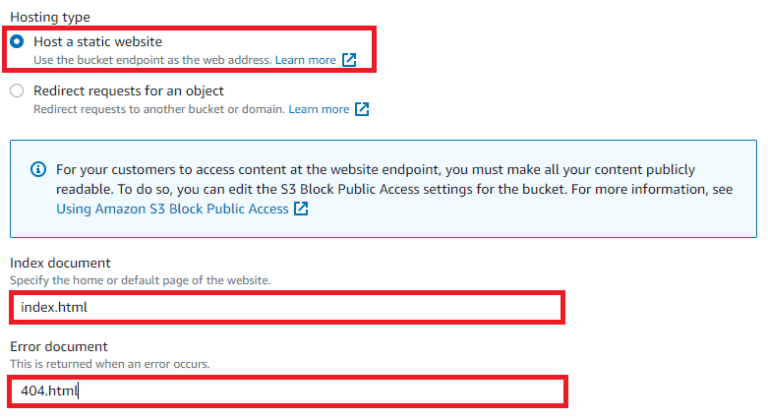 Hosting type
Host a static website
Use the bucket endpoint as the web address. Learn more
Redirect requests for an object
Redirect requests to another bucket or domain. Learn more
For your customers to access content at the website endpoint, you must make all your content publicly
readable. To do so, you can edit the S3 Block Public Access settings for the bucket. For more information, see
Using Amazon S3 Block Public Access
Index document
Specify the home or default page of the website.
index.html
Error document
This is returned when an error occurs.
404.html